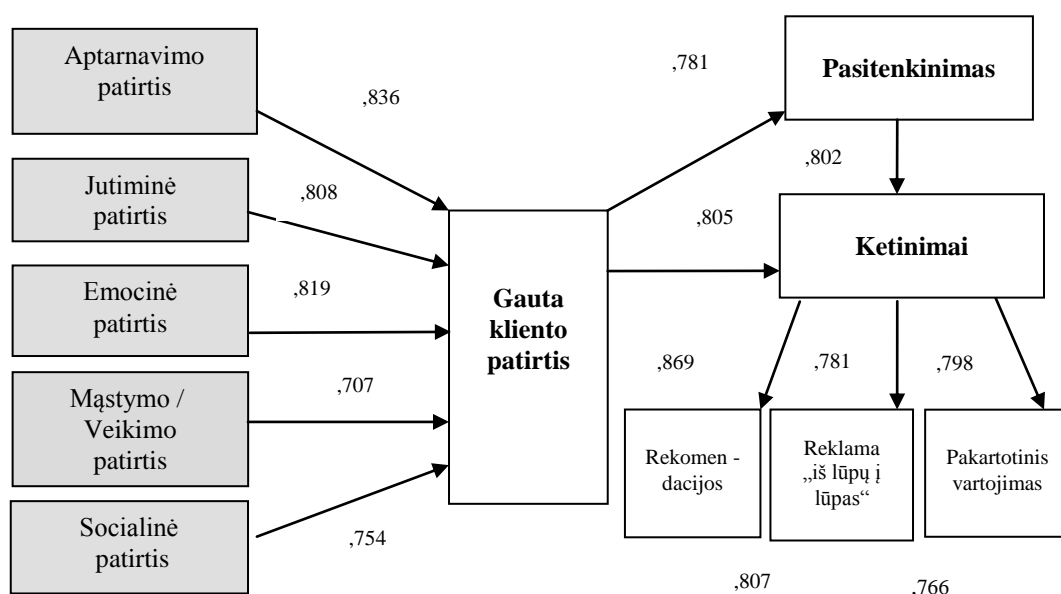 Aptarnavimo
patirtis
,836
Jutiminė
patirtis
,808
Emocinė
patirtis
,819
Mąstymo /
Veikimo
patirtis
,707
Socialinė
patirtis
,754
Gauta
kliento
patirtis
,781
Pasitenkinimas
,802
,805
Ketinimai
,869
,781
,798
Rekomen -
dacijos
Reklama
„iš lūpų į
lūpas“
Pakartotinis
vartojimas
,807
,766